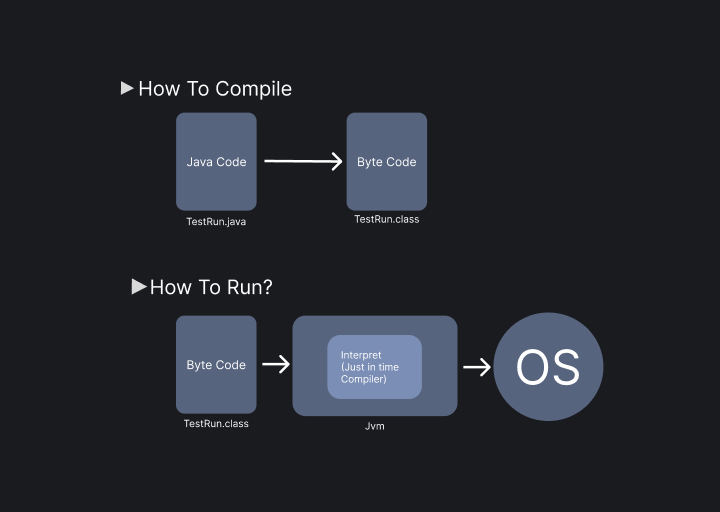 How To Compile
Java Code
Byte Code
TestRun.java
TestRun.class
How To Run?
Byte Code
Interpret
(Just in time
Compiler)
OS
TestRun.class
Jvm